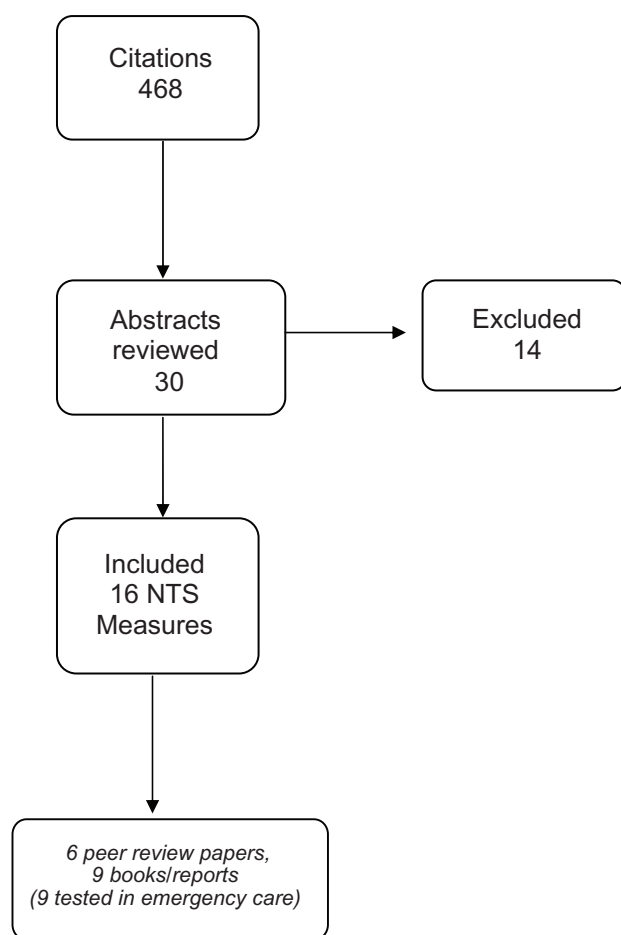 Citations
468
Abstracts
reviewed
30
Excluded
14
Included
16 NTS
Measures
6 peer review papers,
9 books/reports
(9 tested in emergency care)